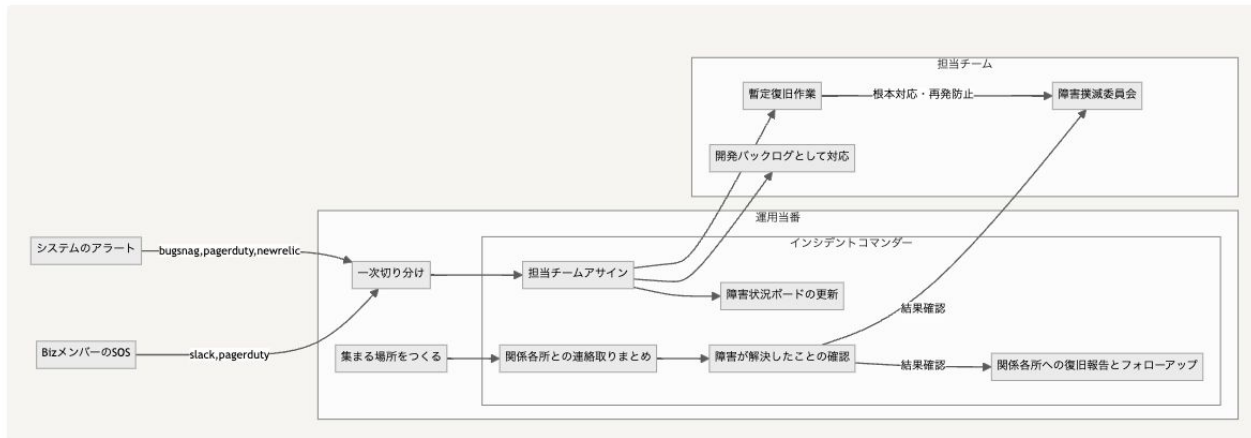 担当チーム
暫定復旧作業
根本対応・再発防止
障害撲滅委員会
開発バックログとして対応
運用当番
システムのアラート
bugsnag,pagerduty,newrelic
インシデントコマンダー
一次切り分け
担当チームアサイン
障害状況ボードの更新
結果確認
BizメンバーのSOS
slack,pagerduty
集まる場所をつくる
関係各所との連絡取りまとめ
障害が解決したことの確認
結果確認
関係各所への復旧報告とフォローアップ